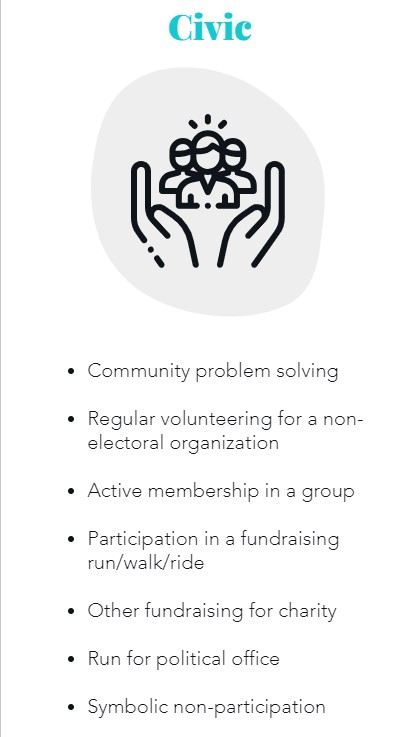 Civic
• Community problem solving
• Regular volunteering for a non-
electoral organization
• Active membership in a group
• Participation in a fundraising
run/walk/ride
• Other fundraising for charity
• Run for political office
• Symbolic non-participation